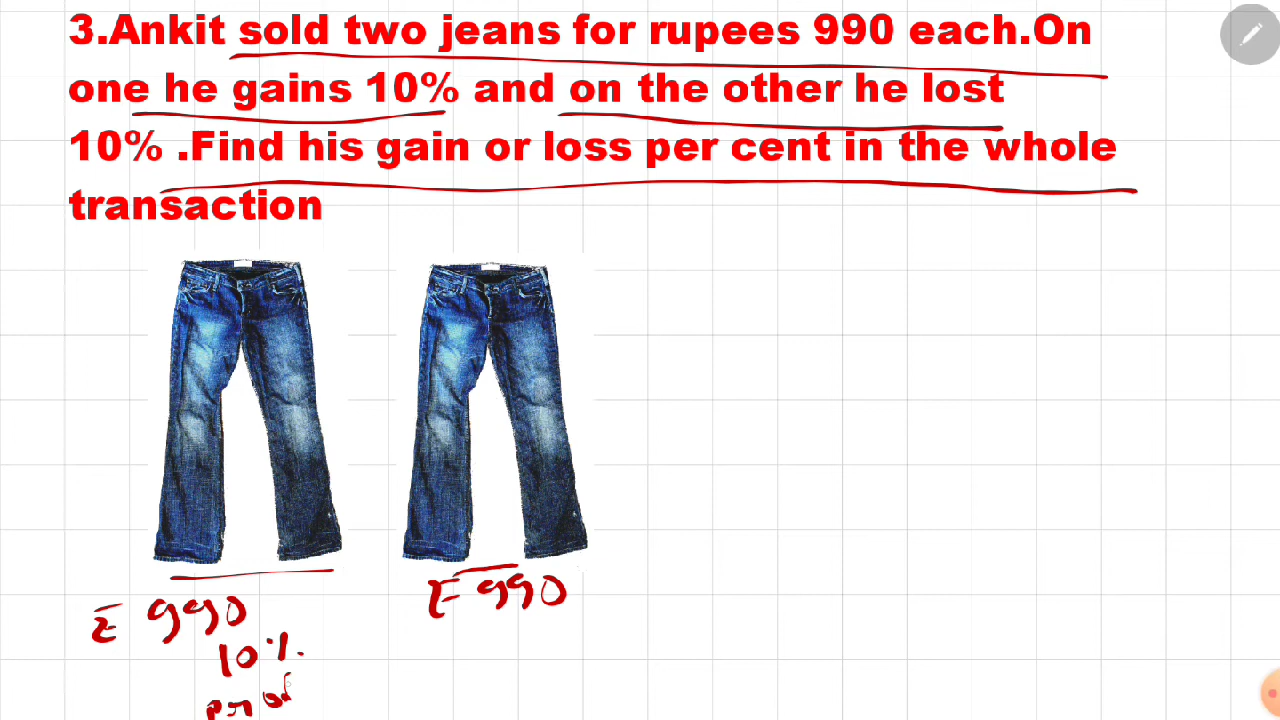 3.Ankit sold two jeans for rupees 990 each.On
one he gains 10% and on the other he lost
10% .Find his gain or loss per cent in the whole
transaction
990
990
10%.